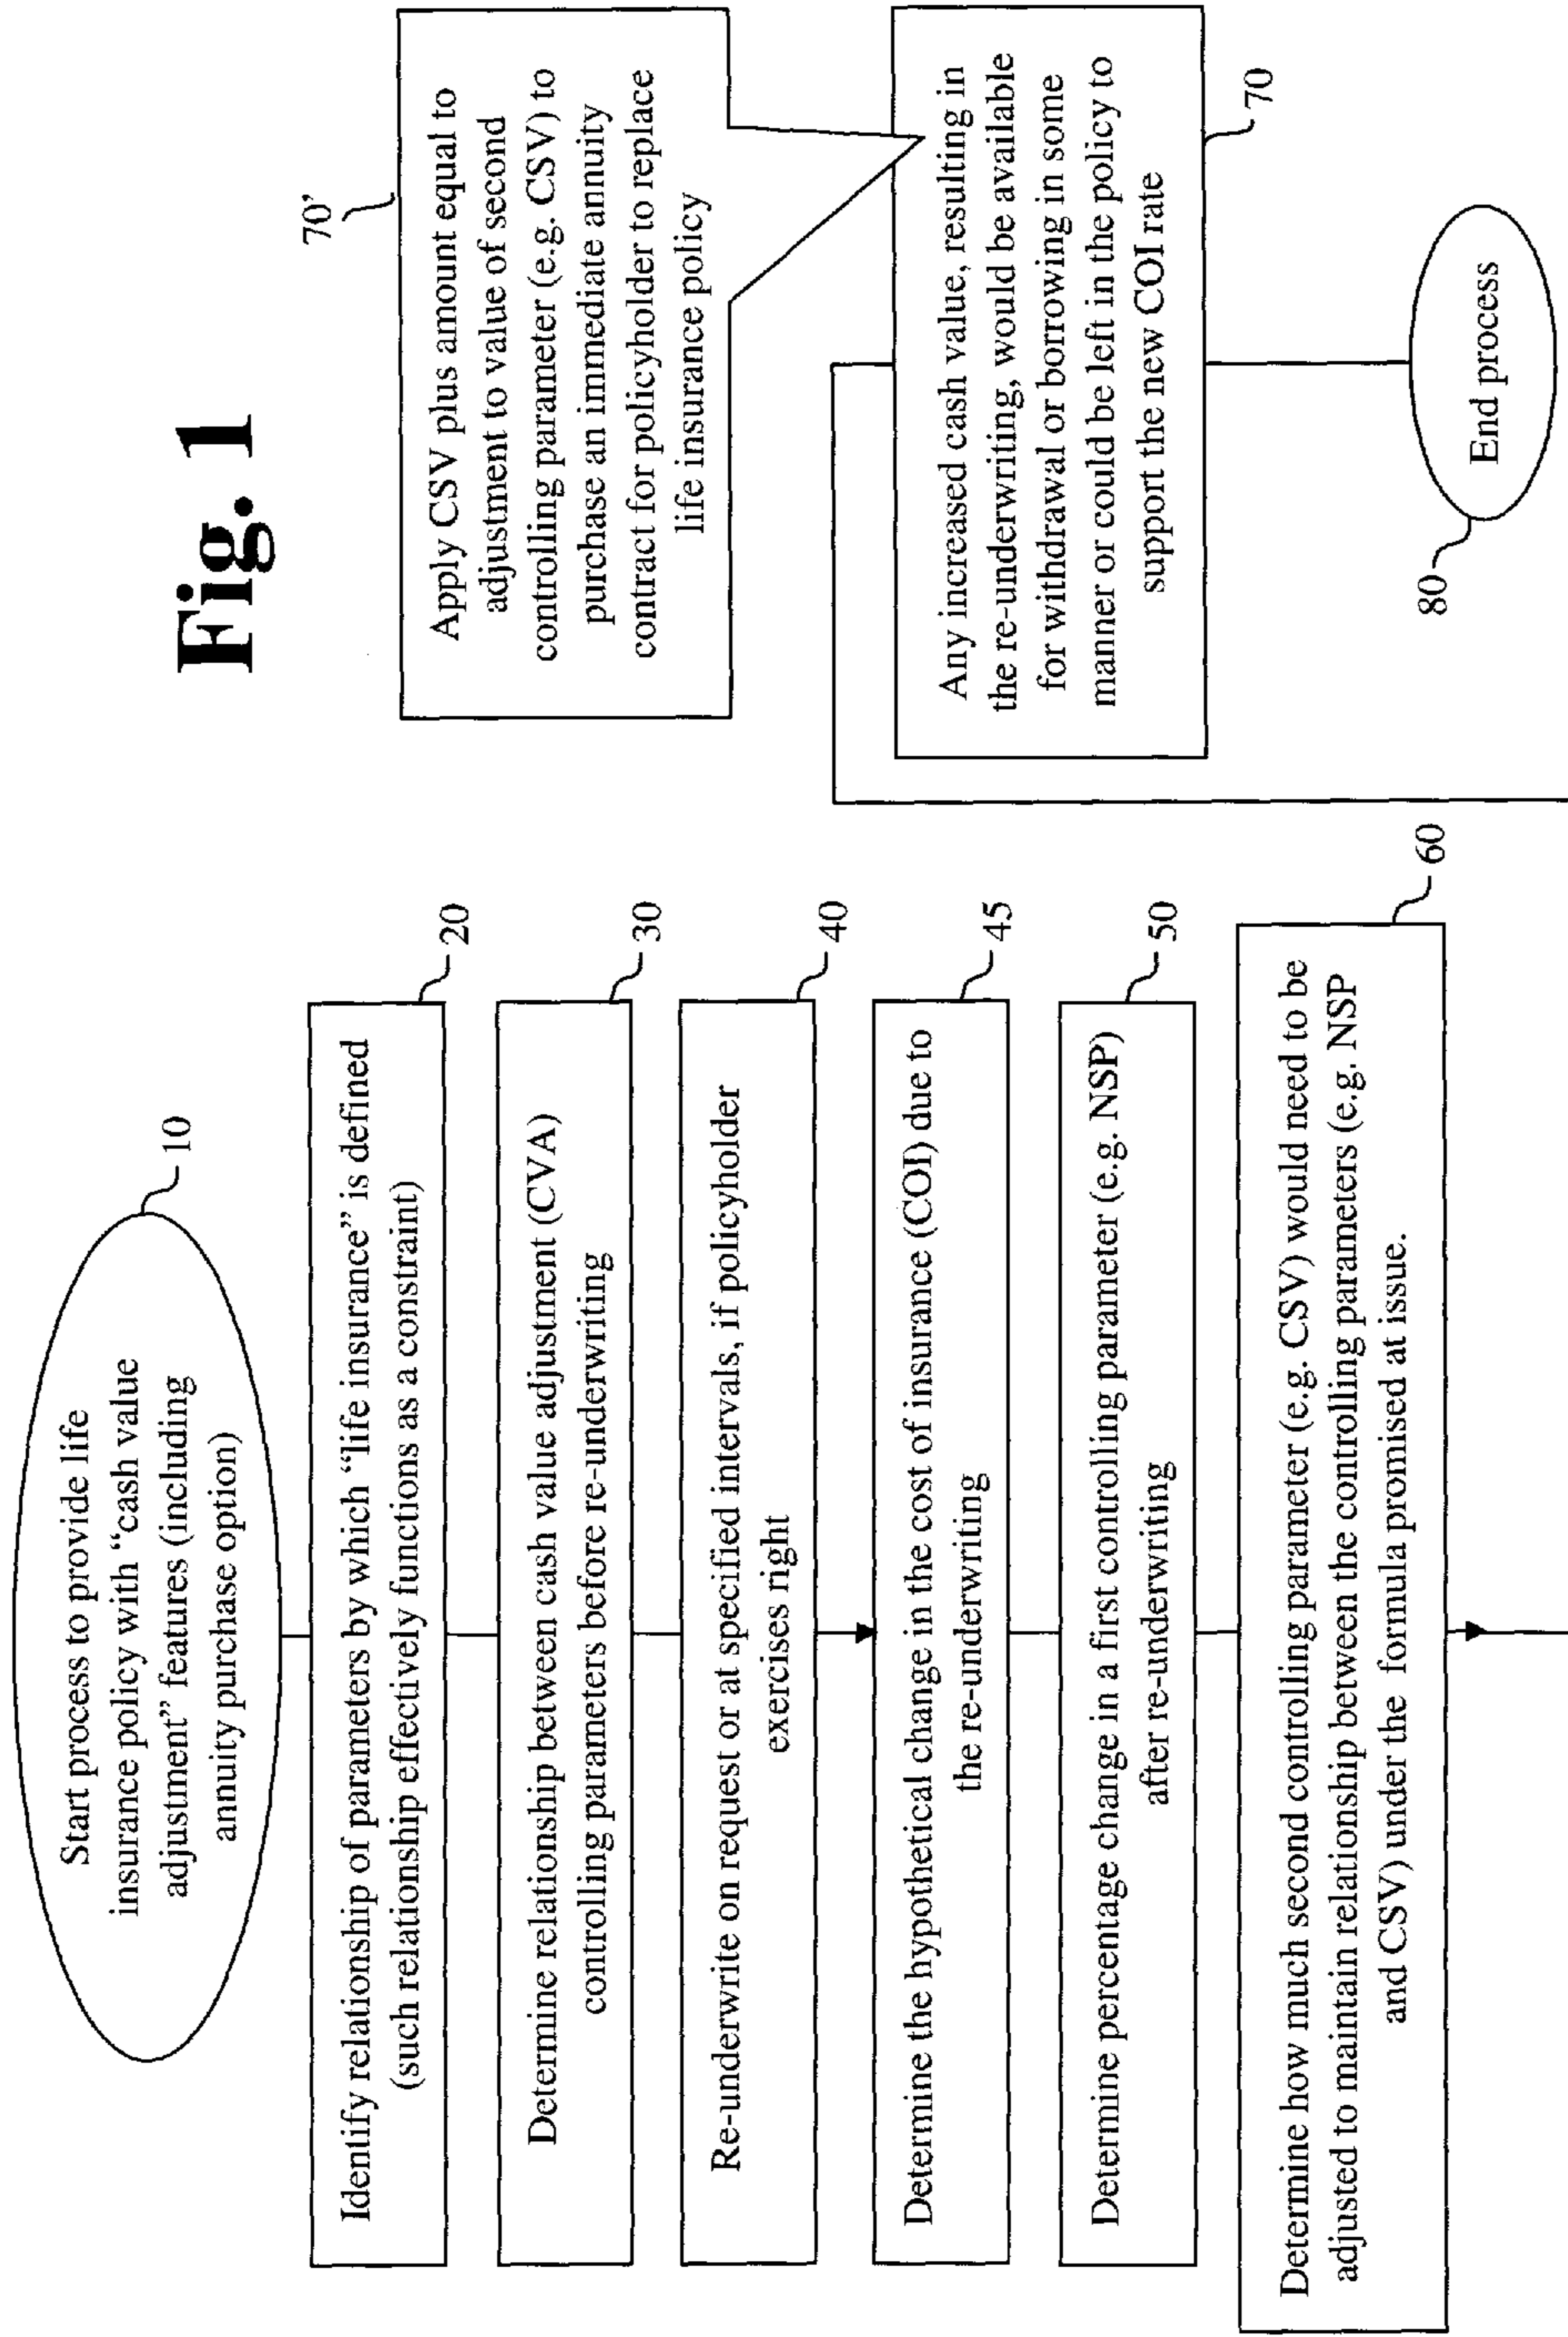 Fig. 1
Start process to provide life
insurance policy with “cash value
adjustment” features (including
annuity purchase option)
10
Identify relationship of parameters by which “life insurance” is defined
(such relationship effectively functions as a constraint)
20
Determine relationship between cash value adjustment (CVA)
controlling parameters before re-underwriting
30
Re-underwrite on request or at specified intervals, if policyholder
exercises right
40
Determine the hypothetical change in the cost of insurance (COI) due to
the re-underwriting
45
Determine percentage change in a first controlling parameter (e.g. NSP)
after re-underwriting
50
Determine how much second controlling parameter (e.g. CSV) would need to be
adjusted to maintain relationship between the controlling parameters (e.g. NSP
and CSV) under the formula promised at issue.
60
70’
Apply CSV plus amount equal to
adjustment to value of second
controlling parameter (e.g. CSV) to
purchase an immediate annuity
contract for policyholder to replace
life insurance policy
Any increased cash value, resulting in
the re-underwriting, would be available
for withdrawal or borrowing in some
manner or could be left in the policy to
support the new COI rate
70
End process
80